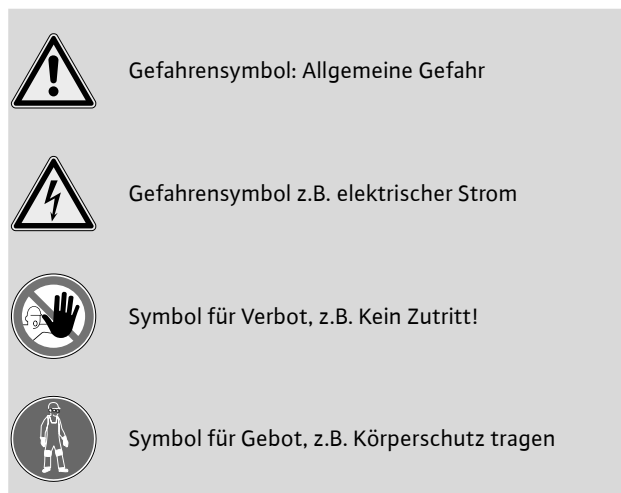 Gefahrensymbol: Allgemeine Gefahr
Gefahrensymbol z.B. elektrischer Strom
Symbol für Verbot, z.B. Kein Zutritt!
Symbol für Gebot, z.B. Körperschutz tragen